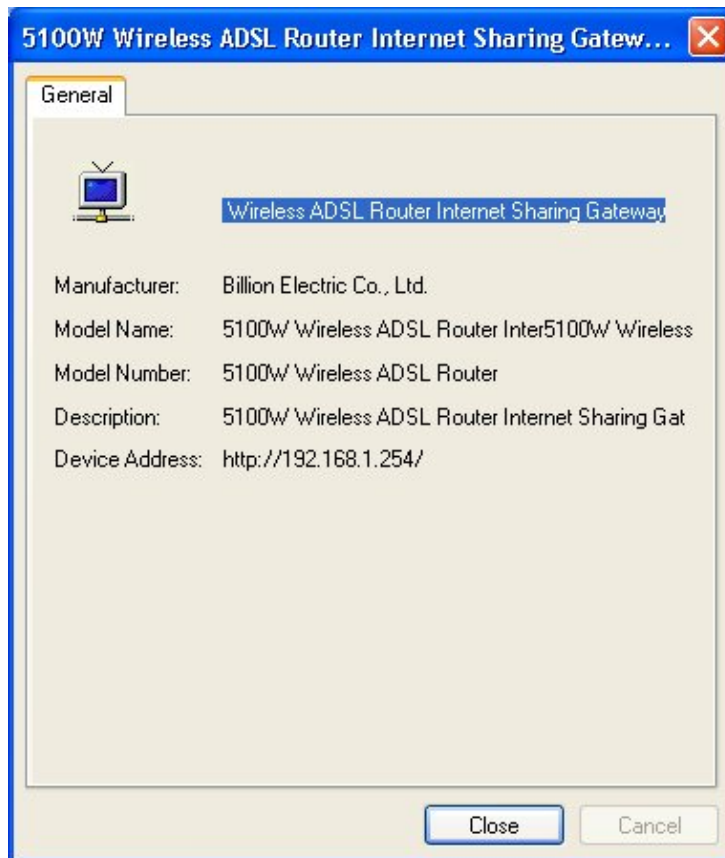 5100W Wireless ADSL Router Internet Sharing Gatew...
General
Wireless ADSL Router Internet Sharing Gateway
Manufacturer: Billion Electric Co., Ltd.
Model Name: 5100W Wireless ADSL Router Inter5100W Wireless
Model Number: 5100W Wireless ADSL Router
Description: 5100W Wireless ADSL Router Internet Sharing Gat
Device Address: http://192.168.1.254/
Close Cancel